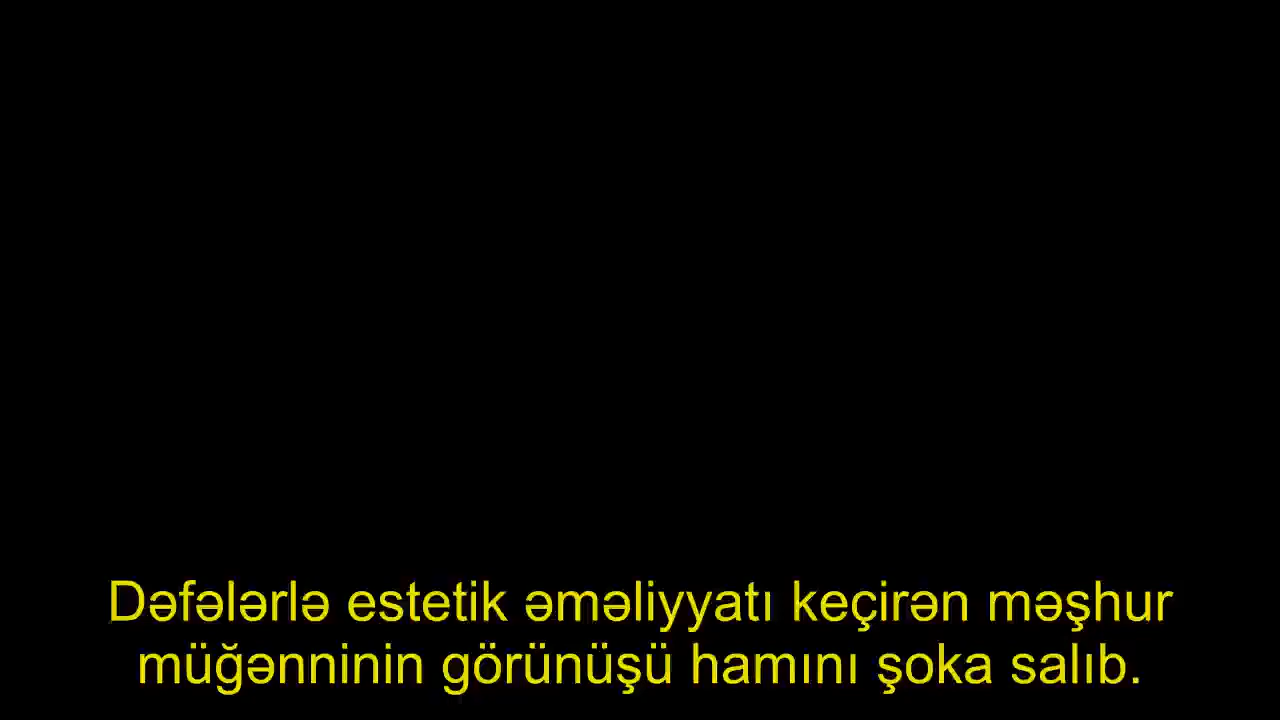 Dəfələrlə estetik əməliyyatı keçirən məşhur
müğənninin görünüşü hamını şoka salıb.